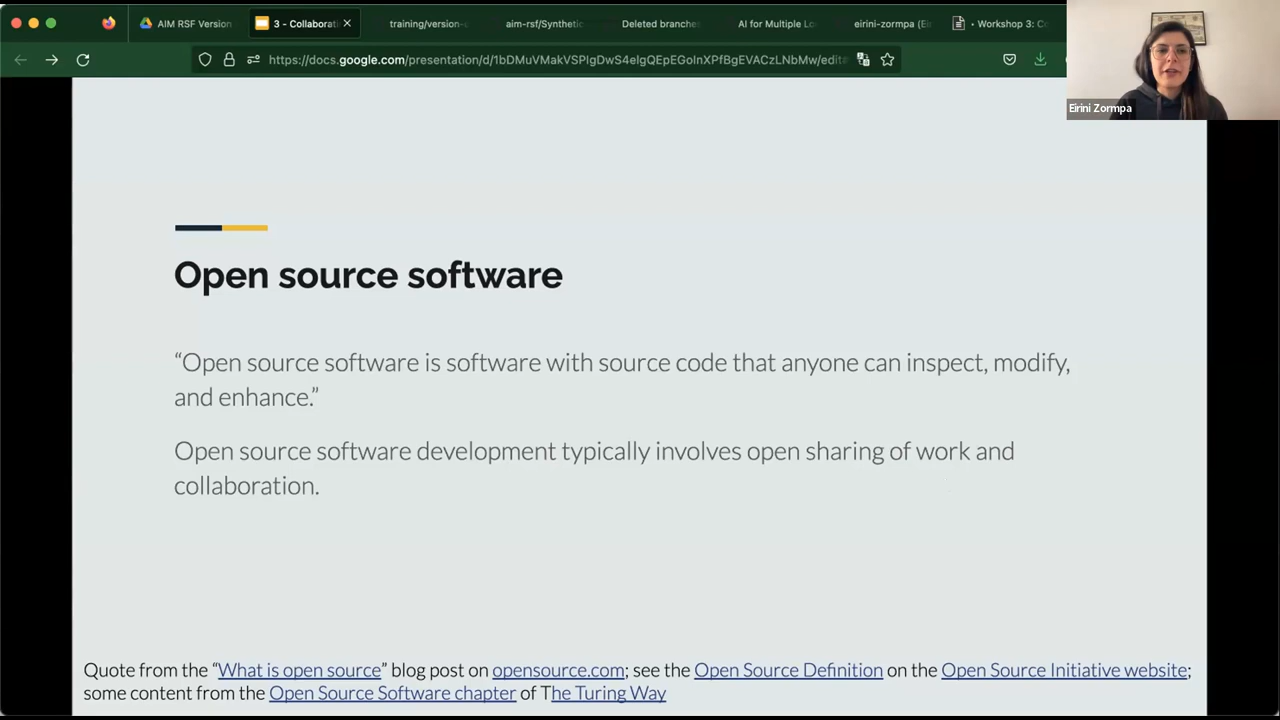 AIM RSF Version
3 - Collaborat
training/version-c
aim-rsf/Synthetic
Deleted branche
AI for Multiple Lo
eirini-zormpa (Eir
• Workshop 3: Co
https://docs.google.com/presentation/d/1bDMuVMakVSPIgDwS4eIgQEpEGoInXPfBgEVACzLNbMw/edit
Eirini Zormpa
Open source software
“Open source software is software with source code that anyone can inspect, modify,
and enhance.”
Open source software development typically involves open sharing of work and
collaboration.
Quote from the “What is open source” blog post on opensource.com; see the Open Source Definition on the Open Source Initiative website;
some content from the Open Source Software chapter of The Turing Way